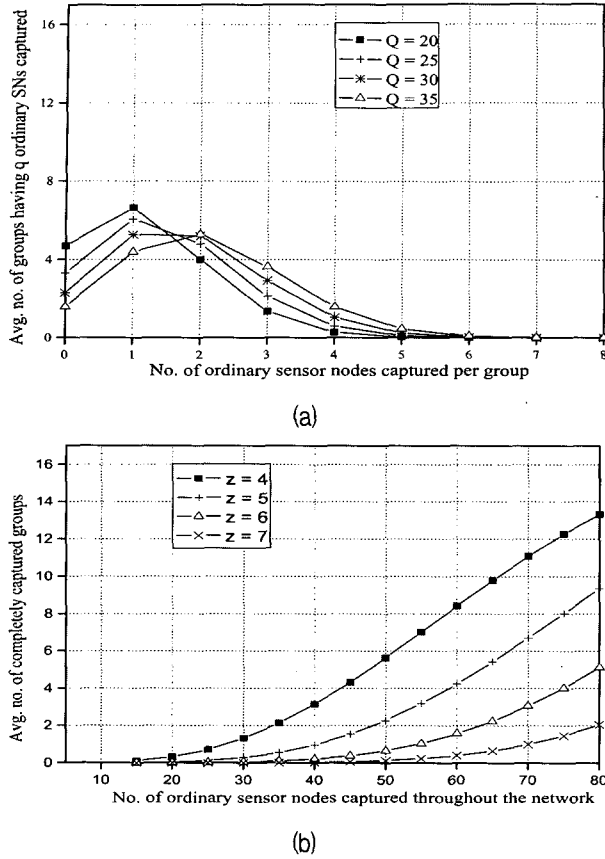 16
12
8
4
0
Avg. no. of groups having q ordinary SNs captured
Q = 20
Q = 25
Q = 30
Q = 35
0 1 2 3 4 5 6 7 8
No. of ordinary sensor nodes captured per group
(a)
16
14
12
10
8
6
4
2
0
Avg. no. of completely captured groups
z = 4
z = 5
z = 6
z = 7
10 20 30 40 50 60 70 80
No. of ordinary sensor nodes captured throughout the network
(b)